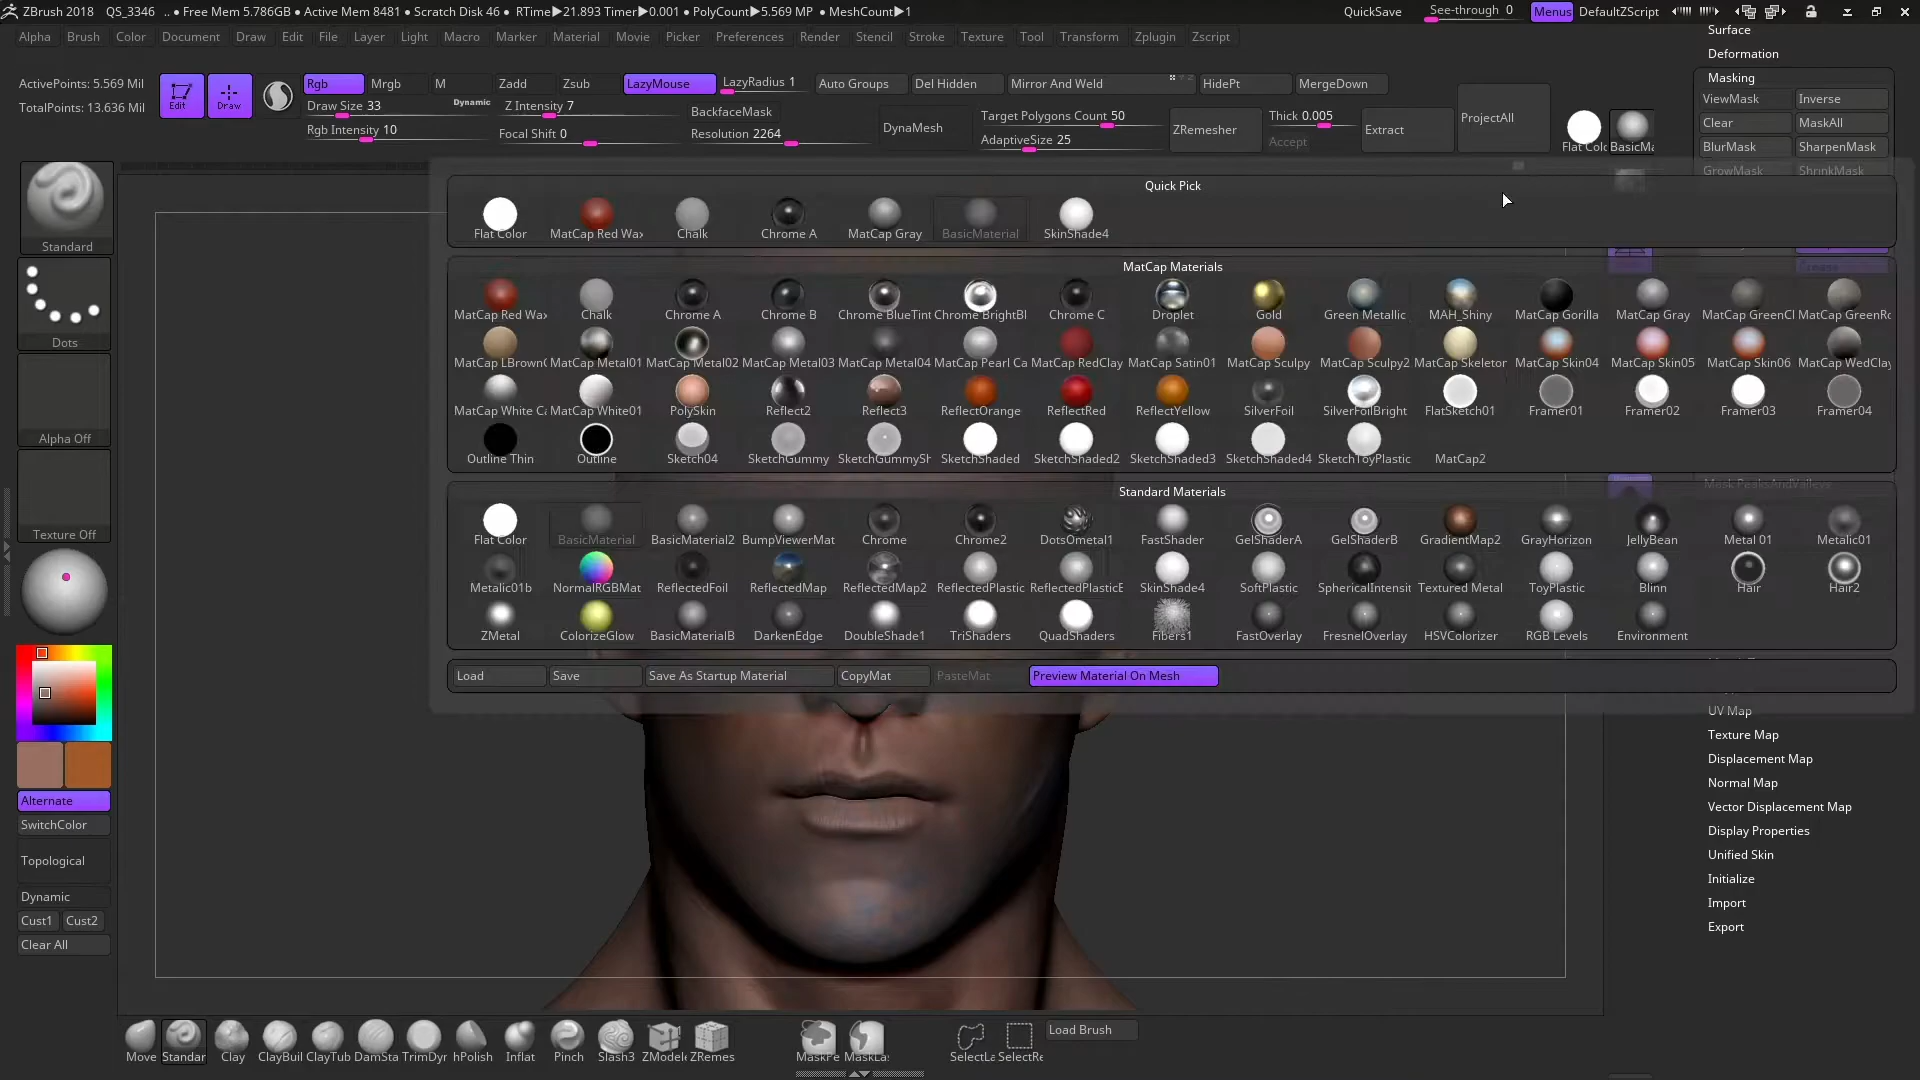 ZBrush 2018 QS_3346 .. • Free Mem 5.786GB • Active Mem 8481 • Scratch Disk 46 • RTime▶21.893 Timer▶0.001 • PolyCount▶5.569 MP • MeshCount▶1 QuickSave See-through 0 Menus DefaultZScript
Alpha Brush Color Document Draw Edit File Layer Light Macro Marker Material Movie Picker Preferences Render Stencil Stroke Texture Tool Transform Zplugin Zscript
ActivePoints: 5.569 Mil
TotalPoints: 13.636 Mil
Edit
Draw
Rgb Mrgb M Zadd Zsub LazyMouse LazyRadius 1 Auto Groups Del Hidden Mirror And Weld HidePt MergeDown
Draw Size 33 Dynamic Z Intensity 7 BackfaceMask
Rgb Intensity 10 Focal Shift 0 Resolution 2264
DynaMesh
Target Polygons Count 50
AdaptiveSize 25
ZRemesher
Thick 0.005
Accept
Extract
ProjectAll
Flat Colo BasicMa
Surface
Deformation
Masking
ViewMask Inverse
Clear MaskAll
BlurMask SharpenMask
GrowMask ShrinkMask
Quick Pick
Flat Color MatCap Red Wax Chalk Chrome A MatCap Gray BasicMaterial SkinShade4
MatCap Materials
MatCap Red Wax Chalk Chrome A Chrome B Chrome BlueTint Chrome BrightBl Chrome C Droplet Gold Green Metallic MAH_Shiny MatCap Gorilla MatCap Gray MatCap GreenCl MatCap GreenRo
MatCap LBrownC MatCap Metal01 MatCap Metal02 MatCap Metal03 MatCap Metal04 MatCap Pearl Ca MatCap RedClay MatCap Satin01 MatCap Sculpy MatCap Sculpy2 MatCap Skeletor MatCap Skin04 MatCap Skin05 MatCap Skin06 MatCap WedClay
MatCap White Ca MatCap White01 PolySkin Reflect2 Reflect3 ReflectOrange ReflectRed ReflectYellow SilverFoil SilverFoilBright FlatSketch01 Framer01 Framer02 Framer03 Framer04
Outline Thin Outline Sketch04 SketchGummy SketchGummySh SketchShaded SketchShaded2 SketchShaded3 SketchShaded4 SketchToyPlastic MatCap2
Standard Materials
Flat Color BasicMaterial BasicMaterial2 BumpViewerMat Chrome Chrome2 DotsOmetal1 FastShader GelShaderA GelShaderB GradientMap2 GrayHorizon JellyBean Metal 01 Metalic01
Metalic01b NormalRGBMat ReflectedFoil ReflectedMap ReflectedMap2 ReflectedPlastic ReflectedPlasticE SkinShade4 SoftPlastic SphericalIntensit Textured Metal ToyPlastic Blinn Hair Hair2
ZMetal ColorizeGlow BasicMaterialB DarkenEdge DoubleShade1 TriShaders QuadShaders Fibers1 FastOverlay FresnelOverlay HSVColorizer RGB Levels Environment
Load Save Save As Startup Material CopyMat PasteMat Preview Material On Mesh
Mask PeaksAndValleys
UV Map
Texture Map
Displacement Map
Normal Map
Vector Displacement Map
Display Properties
Unified Skin
Initialize
Import
Export
Standard
Dots
Alpha Off
Texture Off
Alternate
SwitchColor
Topological
Dynamic
Cust1 Cust2
Clear All
Move Standar Clay ClayBuil ClayTub DamSta TrimDyr hPolish Inflat Pinch Slash3 ZModele ZRemes MaskPe MaskLas SelectLa SelectRe Load Brush